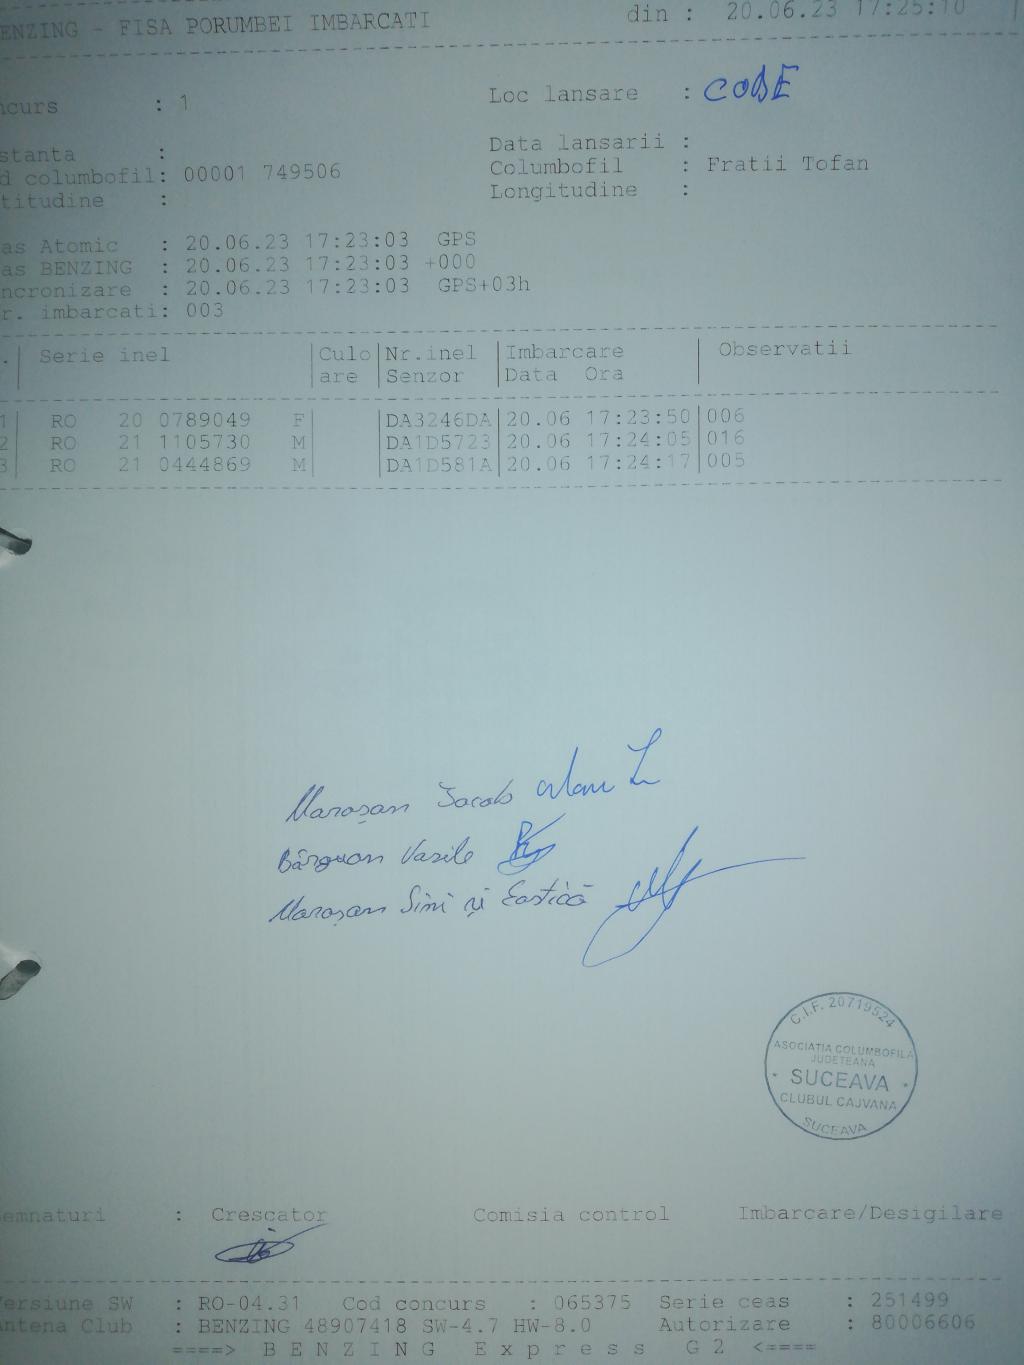 ENZING - FISA PORUMBEI IMBARCATI din : 20.06.23 17:25:10
ncurs : 1 Loc lansare :
stanta : Data lansarii :
d columbofil: 00001 749506 Columbofil : Fratii Tofan
titudine : Longitudine :
as Atomic : 20.06.23 17:23:03 GPS
as BENZING : 20.06.23 17:23:03 +000
ncronizare : 20.06.23 17:23:03 GPS+03h
r. imbarcati: 003
. Serie inel Culo Nr.inel Imbarcare Observatii
are Senzor Data Ora
1 RO 20 0789049 F DA3246DA 20.06 17:23:50 006
2 RO 21 1105730 M DA1D5723 20.06 17:24:05 016
3 RO 21 0444869 M DA1D581A 20.06 17:24:17 005
Maroșan Iacob
Vasile
Maroșan Simi și
C.I.F. 20719524
ASOCIATIA COLUMBOFILA
JUDETEANA
SUCEAVA
CLUBUL CAJVANA
SUCEAVA
emnaturi : Crescator Comisia control Imbarcare/Desigilare
ersiune SW : RO-04.31 Cod concurs : 065375 Serie ceas : 251499
ntena Club : BENZING 48907418 SW-4.7 HW-8.0 Autorizare : 80006606
====> B E N Z I N G E x p r e s s G 2 <====